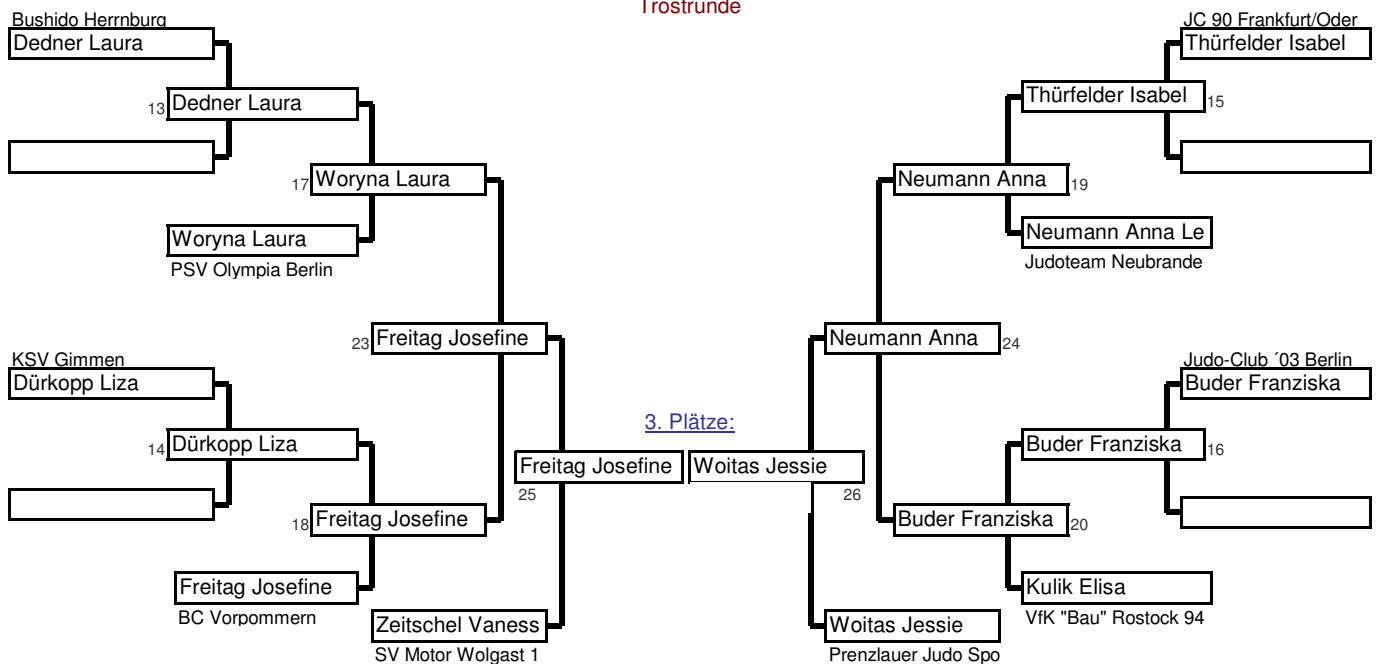 Trostrunde
Bushido Herrnburg
Dedner Laura
13 Dedner Laura
17 Woryna Laura
Woryna Laura
PSV Olympia Berlin
23 Freitag Josefine
KSV Gimmen
Dürkopp Liza
14 Dürkopp Liza
18 Freitag Josefine
Freitag Josefine
BC Vorpommern
Zeitschel Vaness
SV Motor Wolgast 1
3. Plätze:
Freitag Josefine
25
Woitas Jessie
26
JC 90 Frankfurt/Oder
Thürfelder Isabel
Thürfelder Isabel 15
Neumann Anna 19
Neumann Anna Le
Judoteam Neubrande
Neumann Anna 24
Judo-Club ´03 Berlin
Buder Franziska
Buder Franziska 16
Buder Franziska 20
Kulik Elisa
VfK "Bau" Rostock 94
Woitas Jessie
Prenzlauer Judo Spo